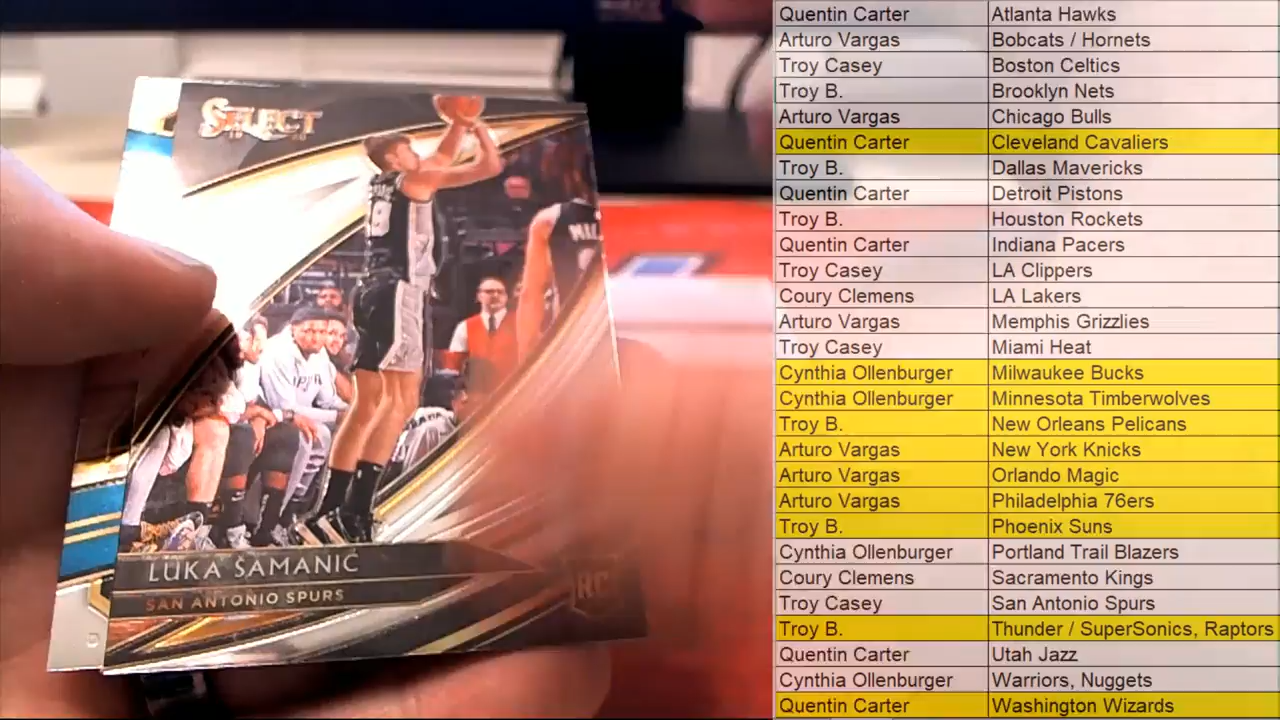 SELECT
LUKA SAMANIC
SAN ANTONIO SPURS
RC
Quentin Carter Atlanta Hawks
Arturo Vargas Bobcats / Hornets
Troy Casey Boston Celtics
Troy B. Brooklyn Nets
Arturo Vargas Chicago Bulls
Quentin Carter Cleveland Cavaliers
Troy B. Dallas Mavericks
Quentin Carter Detroit Pistons
Troy B. Houston Rockets
Quentin Carter Indiana Pacers
Troy Casey LA Clippers
Coury Clemens LA Lakers
Arturo Vargas Memphis Grizzlies
Troy Casey Miami Heat
Cynthia Ollenburger Milwaukee Bucks
Cynthia Ollenburger Minnesota Timberwolves
Troy B. New Orleans Pelicans
Arturo Vargas New York Knicks
Arturo Vargas Orlando Magic
Arturo Vargas Philadelphia 76ers
Troy B. Phoenix Suns
Cynthia Ollenburger Portland Trail Blazers
Coury Clemens Sacramento Kings
Troy Casey San Antonio Spurs
Troy B. Thunder / SuperSonics, Raptors
Quentin Carter Utah Jazz
Cynthia Ollenburger Warriors, Nuggets
Quentin Carter Washington Wizards